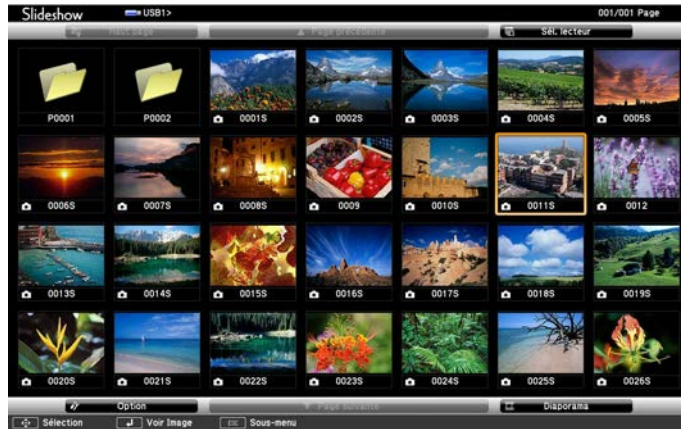 Slideshow USB1> 001/001 Page
Haut page Page précédente Sél. lecteur
P0001 P0002 0001S 0002S 0003S 0004S 0005S
0006S 0007S 0008S 0009 0010S 0011S 0012
0013S 0014S 0015S 0016S 0017S 0018S 0019S
0020S 0021S 0022S 0023S 0024S 0025S 0026S
Option Page suivante Diaporama
Sélection Voir Image ESC Sous-menu